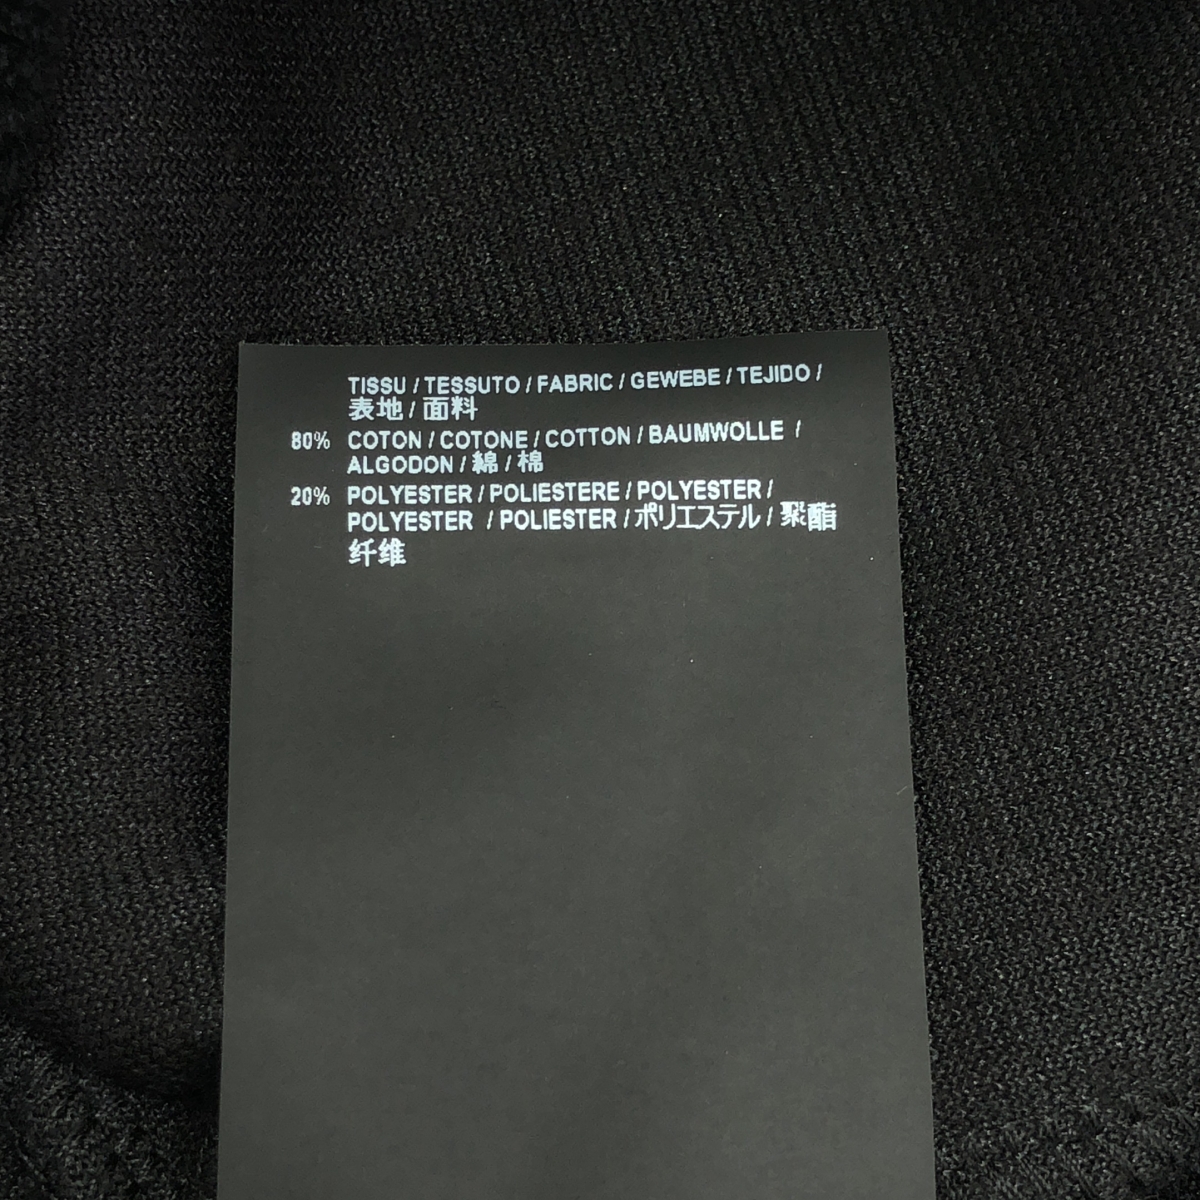 TISSU / TESSUTO / FABRIC / GEWEBE / TEJIDO /
表地 / 面料
80% COTON / COTONE / COTTON / BAUMWOLLE /
ALGODON / 綿 / 棉
20% POLYESTER / POLIESTERE / POLYESTER /
POLYESTER / POLIESTER / ポリエステル / 聚酯
纤维